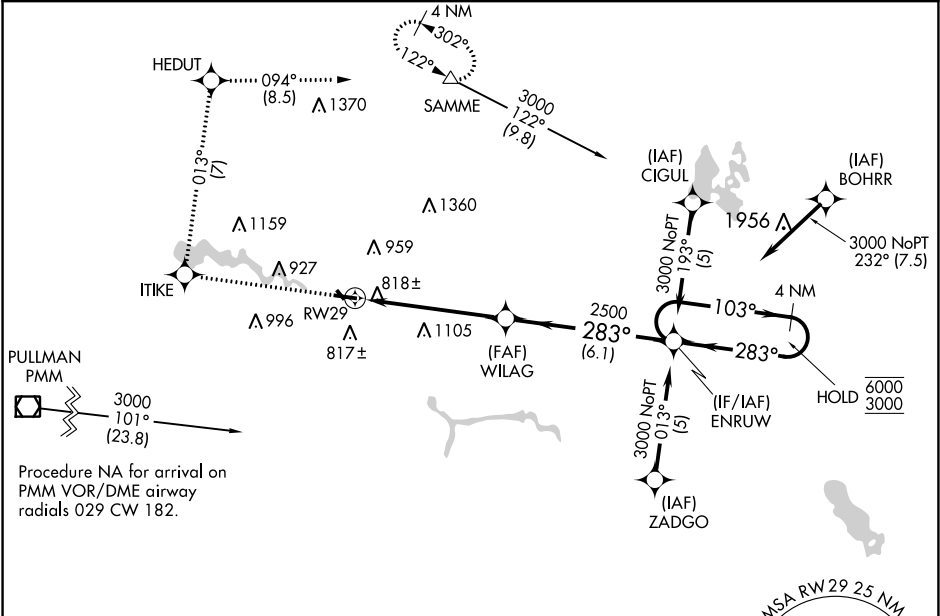 4 NM
302°
122°
HEDUT
094°
(8.5)
1370
SAMME
3000
122°
(9.8)
013°
(7)
(IAF)
CIGUL
(IAF)
BOHRR
1360
1956
3000 NoPT
232° (7.5)
1159
959
3000 NoPT
193°
(5)
927
818±
4 NM
103°
ITIKE
RW29
2500
283°
(6.1)
996
1105
817±
283°
(FAF)
WILAG
PULLMAN
PMM
HOLD
6000
3000
(IF/IAF)
ENRUW
3000
101°
(23.8)
3000 NoPT
013°
(5)
Procedure NA for arrival on
PMM VOR/DME airway
radials 029 CW 182.
(IAF)
ZADGO
MSA RW29 25 NM